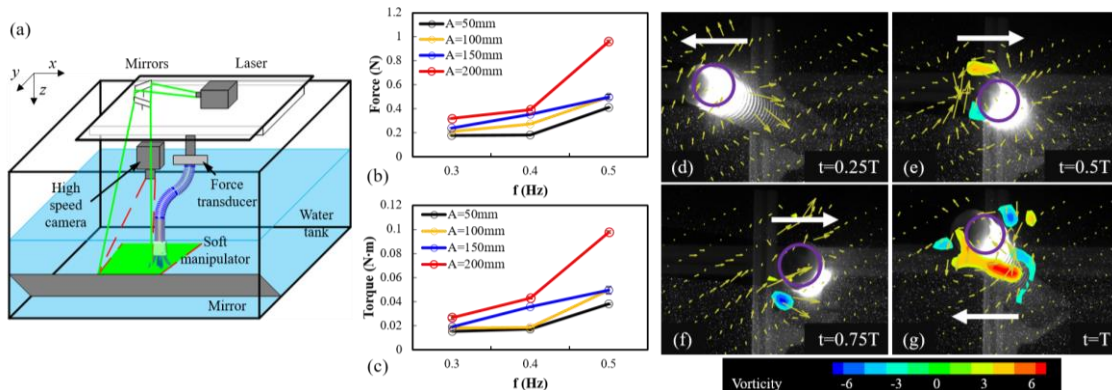 (a)
y
x
z
Mirrors
Laser
High
speed
camera
Force
transducer
Water
tank
Soft
manipulator
Mirror
1.2
1
0.8
0.6
0.4
0.2
0
Force (N)
A=50mm
A=100mm
A=150mm
A=200mm
0.3 0.4 0.5
(b) f (Hz)
0.12
0.1
0.08
0.06
0.04
0.02
0
Torque (N·m)
A=50mm
A=100mm
A=150mm
A=200mm
0.3 0.4 0.5
(c) f (Hz)
(d) t=0.25T
(e) t=0.5T
(f) t=0.75T
(g) t=T
Vorticity -6 -3 0 3 6